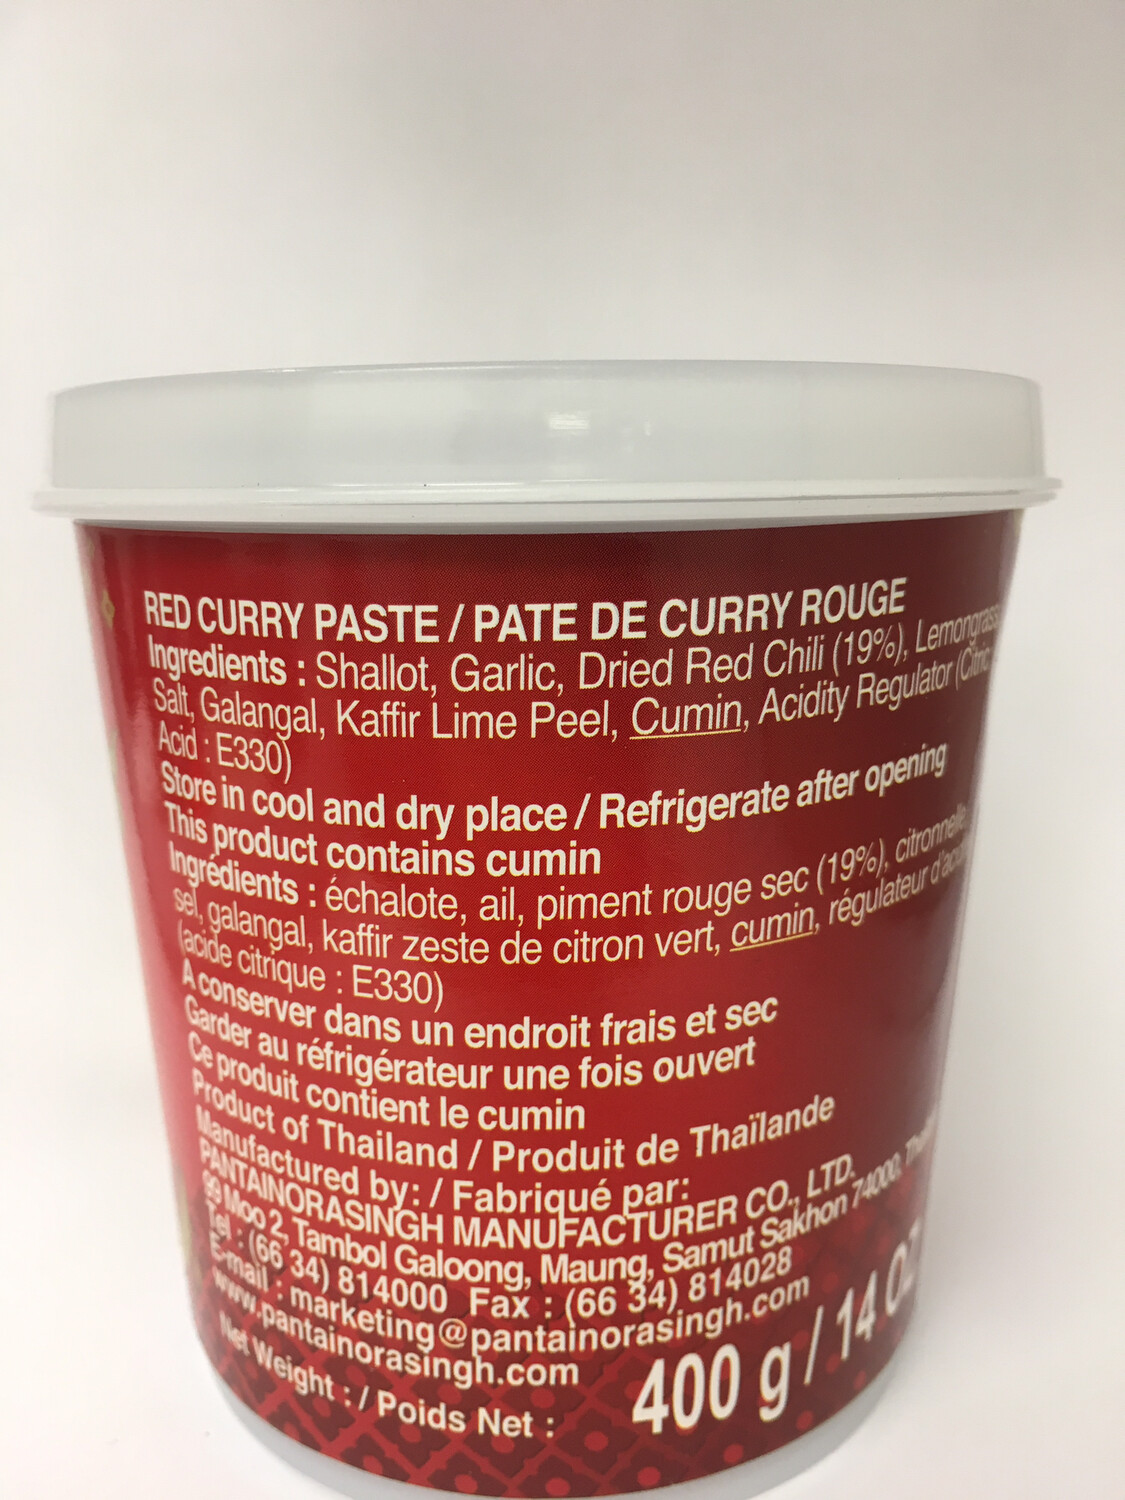 RED CURRY PASTE / PATE DE CURRY ROUGE
Ingredients : Shallot, Garlic, Dried Red Chili (19%), Lemongrass
Salt, Galangal, Kaffir Lime Peel, Cumin, Acidity Regulator (Citric
Acid : E330)
Store in cool and dry place / Refrigerate after opening
This product contains cumin
Ingrédients : échalote, ail, piment rouge sec (19%), citronnelle,
sel, galangal, kaffir zeste de citron vert, cumin, régulateur
(acide citrique : E330)
A conserver dans un endroit frais et sec
Garder au réfrigérateur une fois ouvert
Ce produit contient le cumin
Product of Thailand / Produit de Thaïlande
Manufactured by: / Fabriqué par:
PANTAINORASINGH MANUFACTURER CO., LTD.
99 Moo 2, Tambol Galoong, Maung, Samut Sakhon 74000,
Tel : (66 34) 814000 Fax : (66 34) 814028
E-mail : marketing@pantainorasingh.com
www.pantainorasingh.com
Net Weight : / Poids Net : 400 g / 14 OZ